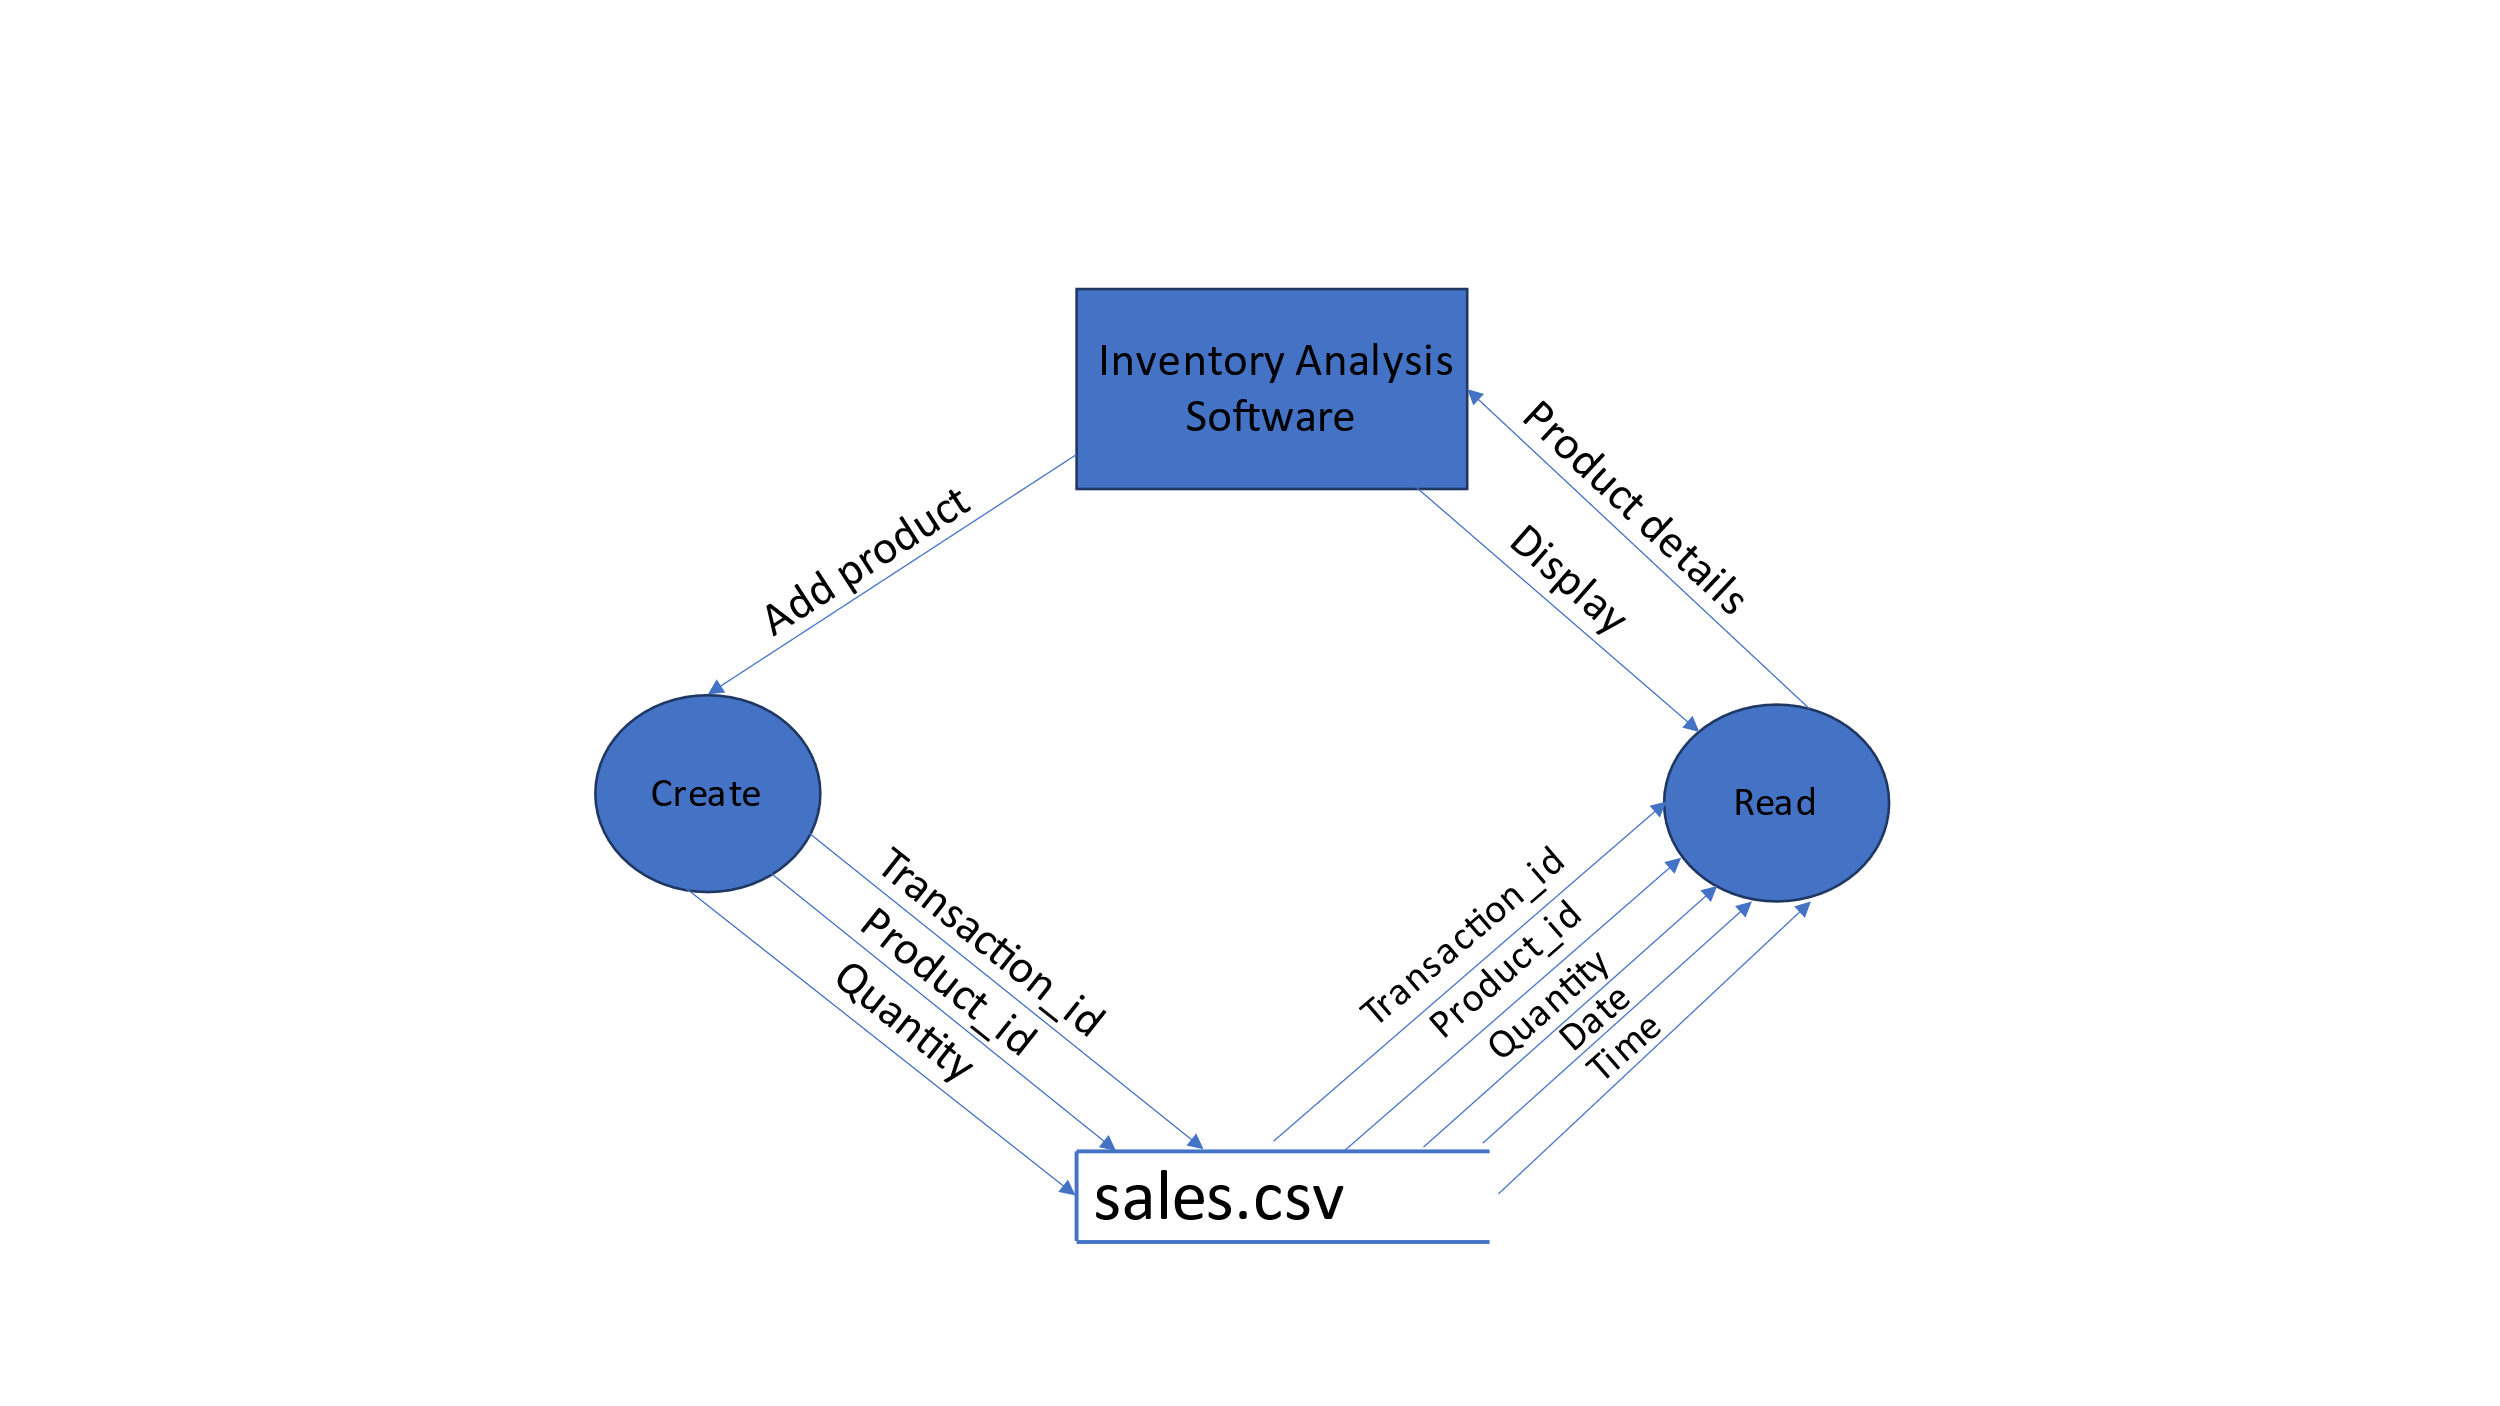 Inventory Analysis
Software
Product details
Add product
Display
Create
Read
Transaction_id
Product_id
Quantity
Transaction_id
Product_id
Quantity
Date
Time
sales.csv